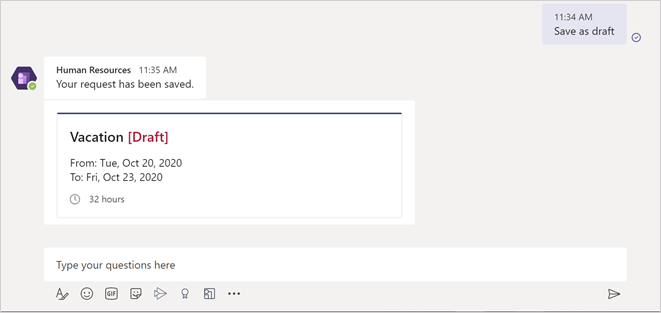 11:34 AM
Save as draft
Human Resources 11:35 AM
Your request has been saved.
Vacation [Draft]
From: Tue, Oct 20, 2020
To: Fri, Oct 23, 2020
32 hours
Type your questions here
GIF